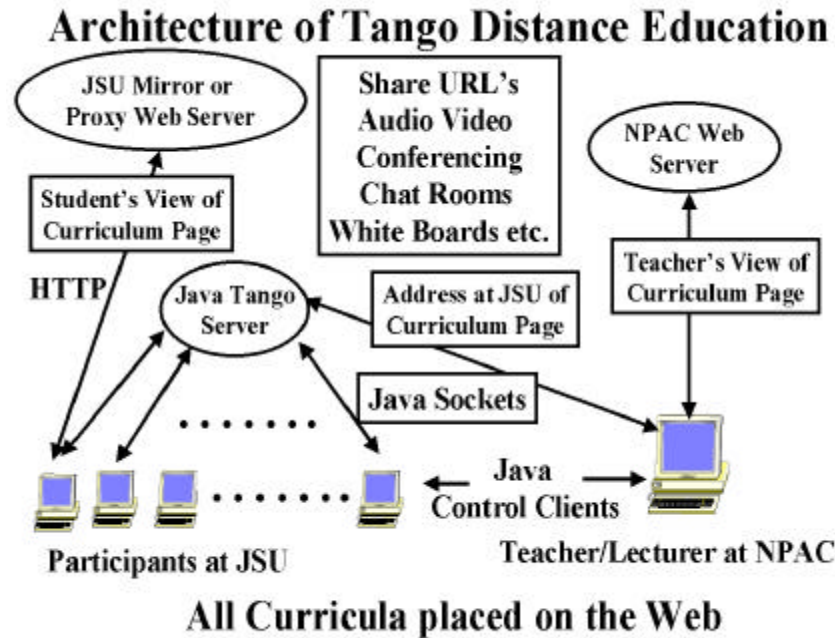 Architecture of Tango Distance Education
JSU Mirror or
Proxy Web Server
Share URL's
Audio Video
Conferencing
Chat Rooms
White Boards etc.
NPAC Web
Server
Student's View of
Curriculum Page
HTTP
Java Tango
Server
Address at JSU of
Curriculum Page
Teacher's View of
Curriculum Page
Java Sockets
Java
Control Clients
Participants at JSU
Teacher/Lecturer at NPAC
All Curricula placed on the Web